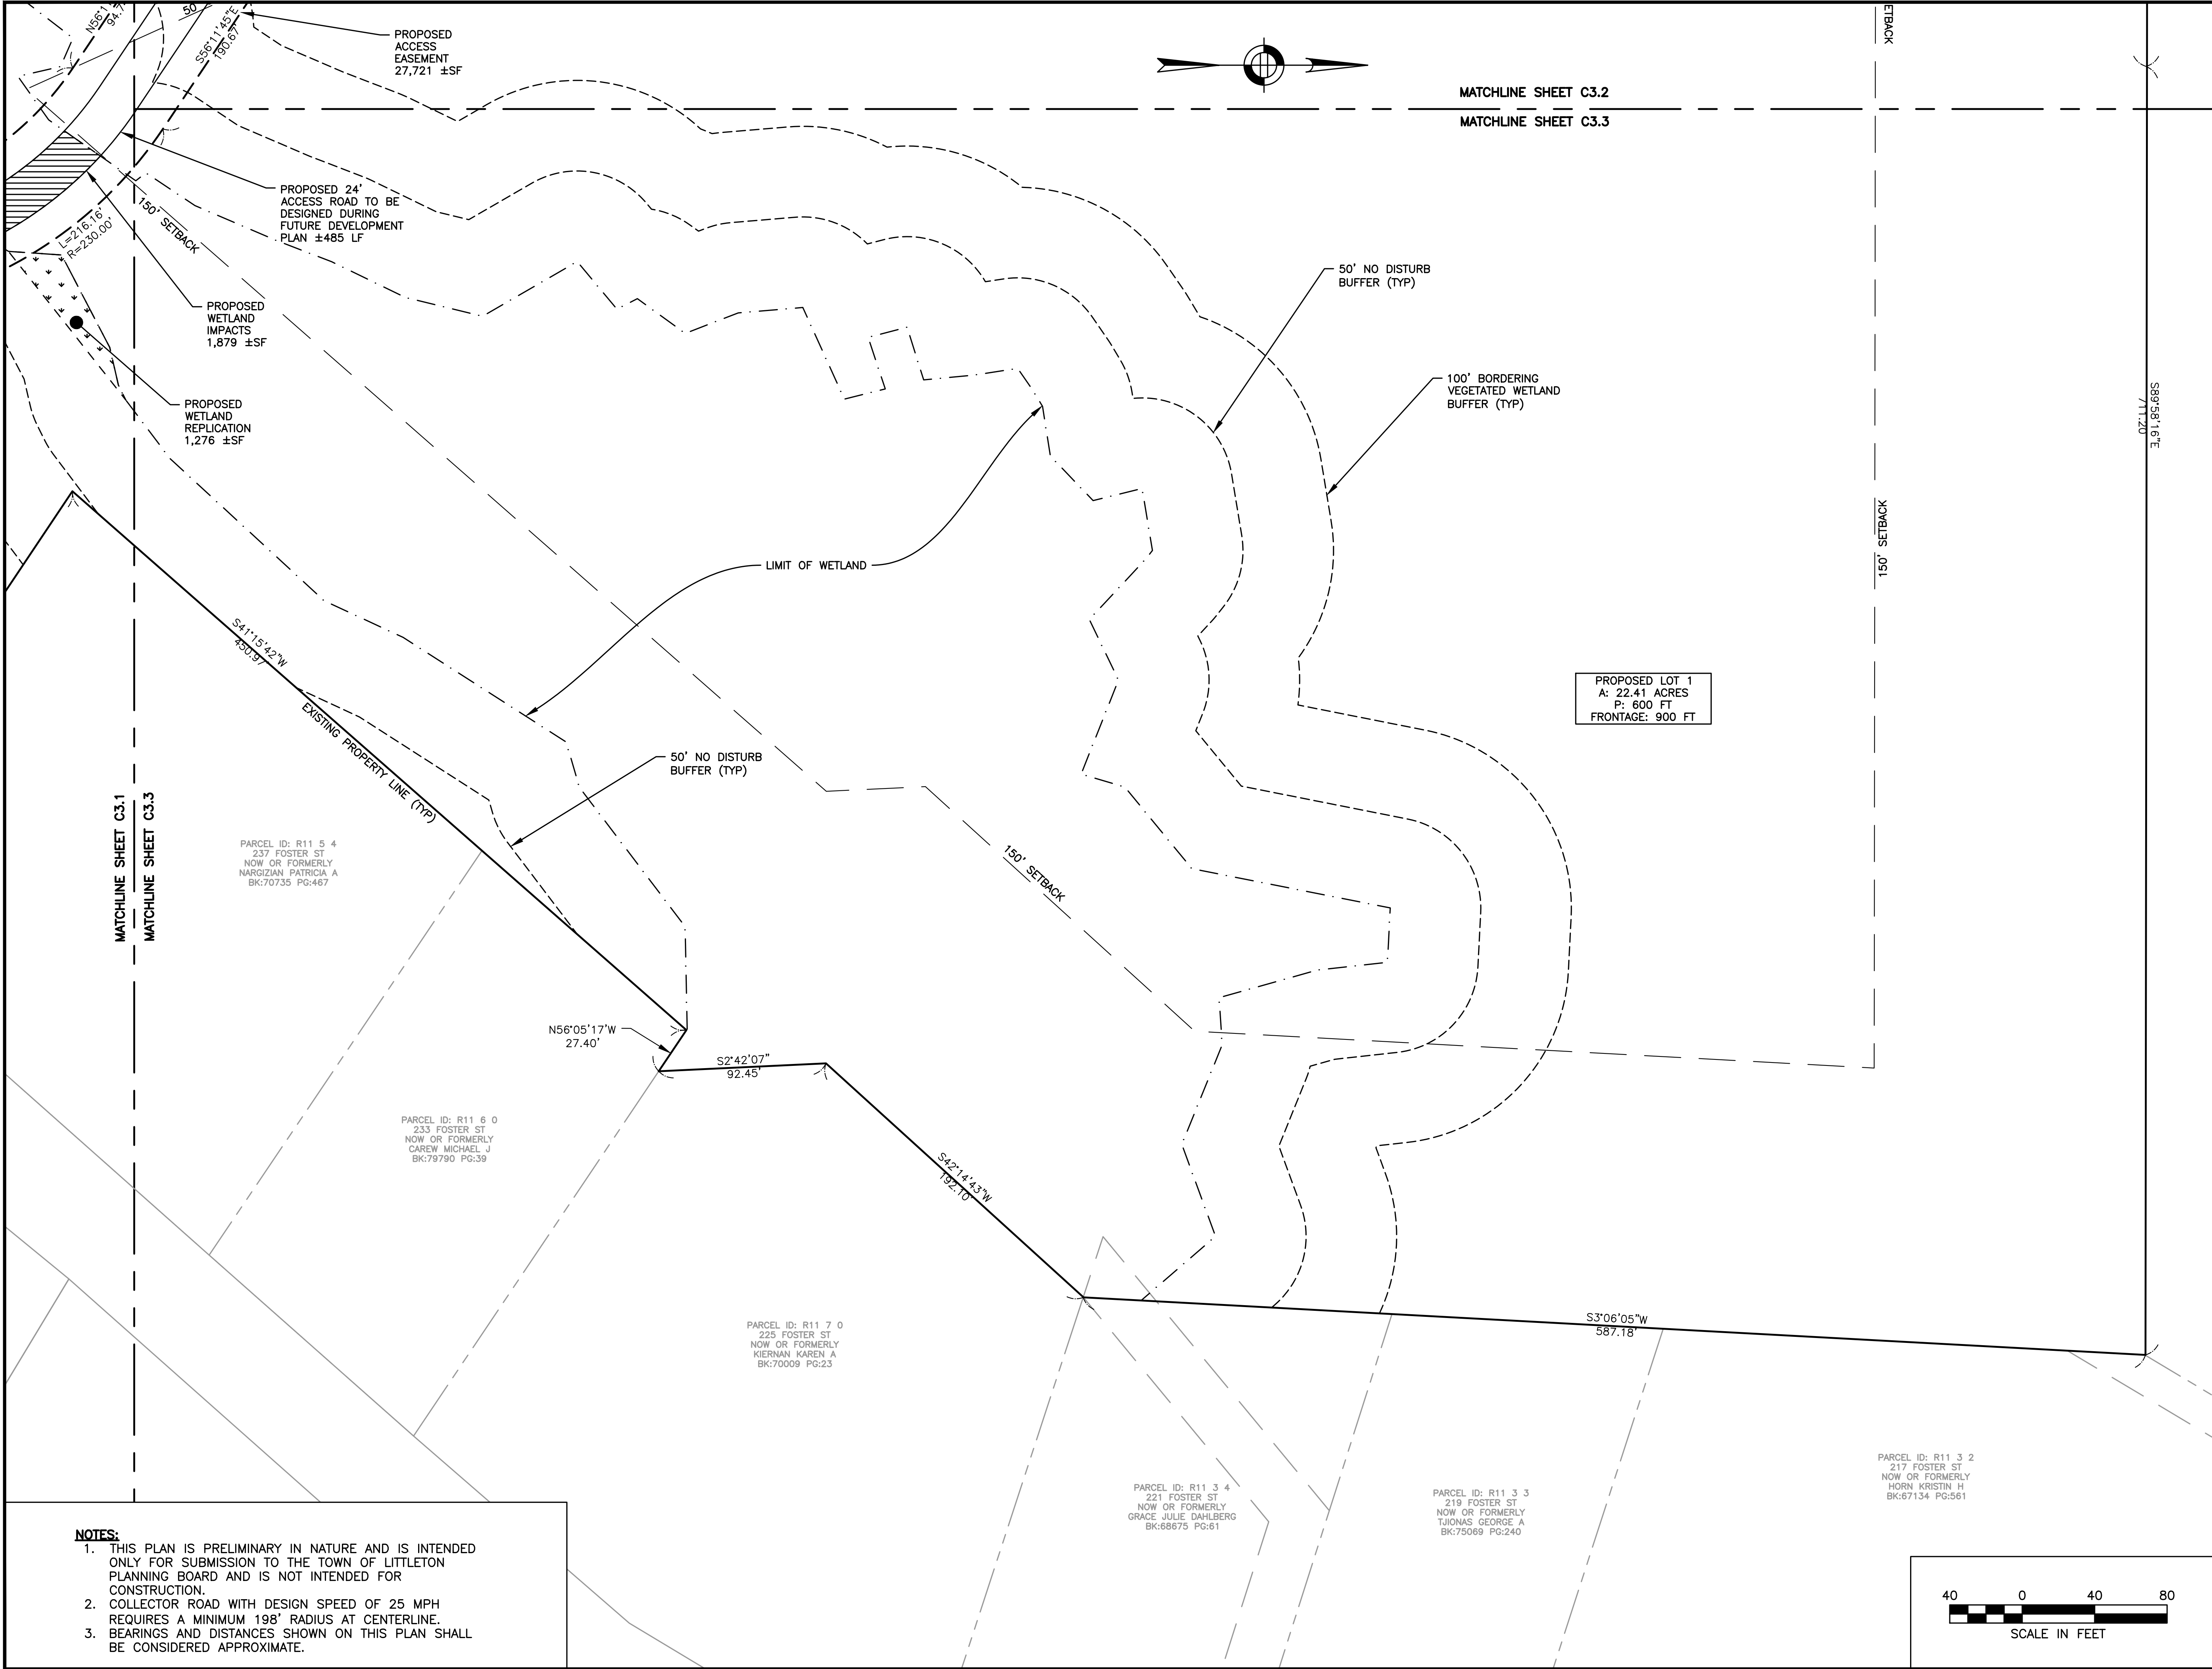 N56°1
94.7
50'
S56°11'45"E
190.67'
PROPOSED
ACCESS
EASEMENT
27,721 ±SF
ETBACK
MATCHLINE SHEET C3.2
MATCHLINE SHEET C3.3
PROPOSED 24'
ACCESS ROAD TO BE
DESIGNED DURING
FUTURE DEVELOPMENT
PLAN ±485 LF
150' SETBACK
L=216.16'
R=230.00'
PROPOSED
WETLAND
IMPACTS
1,879 ±SF
PROPOSED
WETLAND
REPLICATION
1,276 ±SF
50' NO DISTURB
BUFFER (TYP)
100' BORDERING
VEGETATED WETLAND
BUFFER (TYP)
S89°58'16"E
711.20
150' SETBACK
LIMIT OF WETLAND
S41°15'42"W
450.97'
EXISTING PROPERTY LINE (TYP)
PROPOSED LOT 1
A: 22.41 ACRES
P: 600 FT
FRONTAGE: 900 FT
50' NO DISTURB
BUFFER (TYP)
MATCHLINE SHEET C3.1
MATCHLINE SHEET C3.3
PARCEL ID: R11 5 4
237 FOSTER ST
NOW OR FORMERLY
NARGIZIAN PATRICIA A
BK:70735 PG:467
150' SETBACK
N56°05'17'W
27.40'
S2°42'07"
92.45'
PARCEL ID: R11 6 0
233 FOSTER ST
NOW OR FORMERLY
CAREW MICHAEL J
BK:79790 PG:39
S42°14'43"W
192.10'
PARCEL ID: R11 7 0
225 FOSTER ST
NOW OR FORMERLY
KIERNAN KAREN A
BK:70009 PG:23
S3°06'05"W
587.18'
PARCEL ID: R11 3 4
221 FOSTER ST
NOW OR FORMERLY
GRACE JULIE DAHLBERG
BK:68675 PG:61
PARCEL ID: R11 3 3
219 FOSTER ST
NOW OR FORMERLY
TJIONAS GEORGE A
BK:75069 PG:240
PARCEL ID: R11 3 2
217 FOSTER ST
NOW OR FORMERLY
HORN KRISTIN H
BK:67134 PG:561
NOTES:
1. THIS PLAN IS PRELIMINARY IN NATURE AND IS INTENDED
ONLY FOR SUBMISSION TO THE TOWN OF LITTLETON
PLANNING BOARD AND IS NOT INTENDED FOR
CONSTRUCTION.
2. COLLECTOR ROAD WITH DESIGN SPEED OF 25 MPH
REQUIRES A MINIMUM 198' RADIUS AT CENTERLINE.
3. BEARINGS AND DISTANCES SHOWN ON THIS PLAN SHALL
BE CONSIDERED APPROXIMATE.
40 0 40 80
SCALE IN FEET